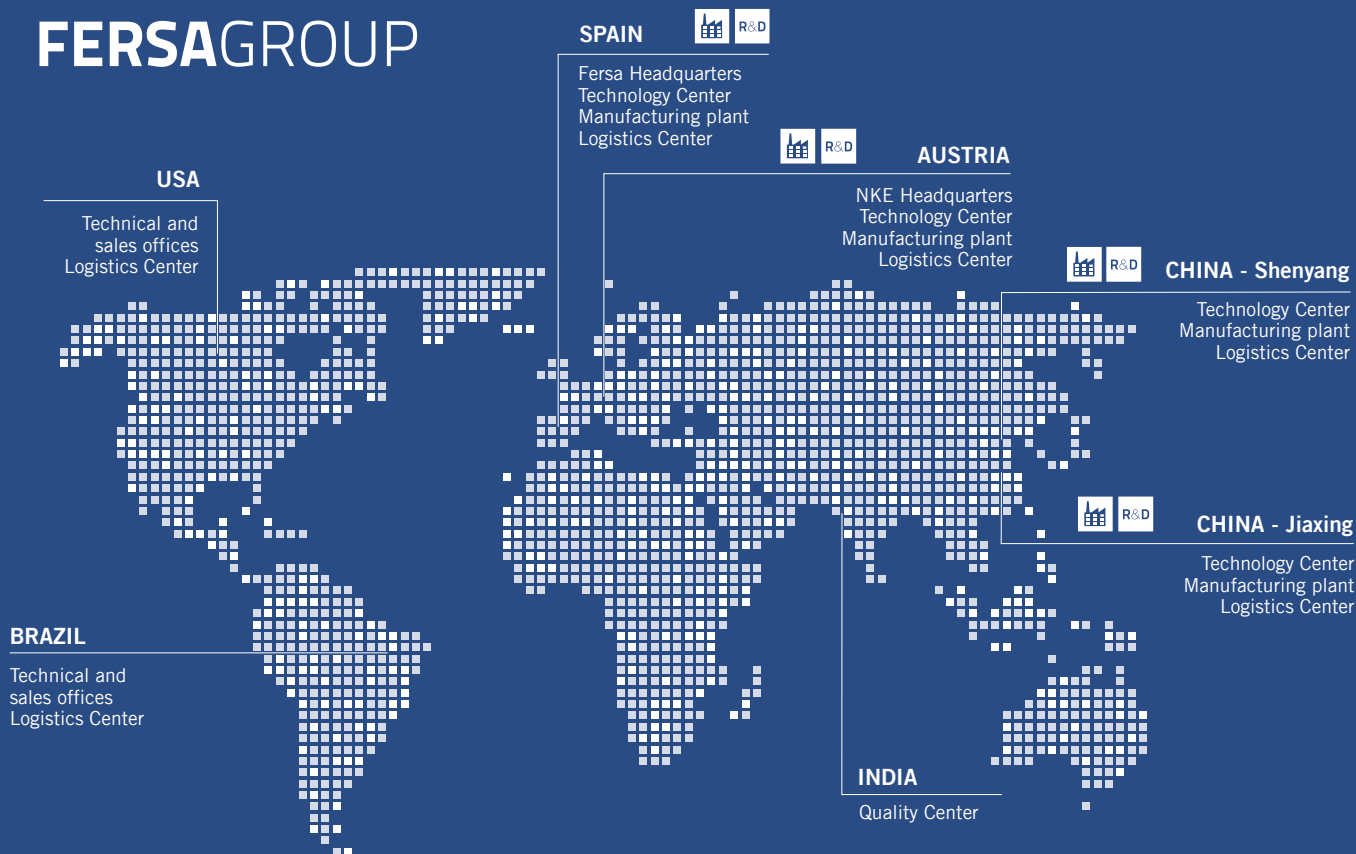 FERSAGROUP
SPAIN
R&D
Fersa Headquarters
Technology Center
Manufacturing plant
Logistics Center
R&D
AUSTRIA
NKE Headquarters
Technology Center
Manufacturing plant
Logistics Center
USA
Technical and
sales offices
Logistics Center
R&D
CHINA - Shenyang
Technology Center
Manufacturing plant
Logistics Center
R&D
CHINA - Jiaxing
Technology Center
Manufacturing plant
Logistics Center
BRAZIL
Technical and
sales offices
Logistics Center
INDIA
Quality Center